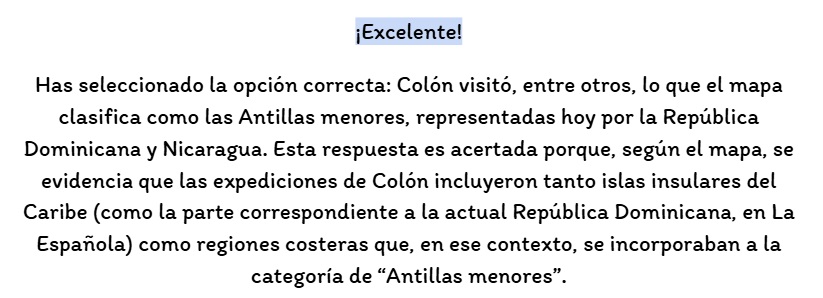 ¡Excelente!
Has seleccionado la opción correcta: Colón visitó, entre otros, lo que el mapa
clasifica como las Antillas menores, representadas hoy por la República
Dominicana y Nicaragua. Esta respuesta es acertada porque, según el mapa, se
evidencia que las expediciones de Colón incluyeron tanto islas insulares del
Caribe (como la parte correspondiente a la actual República Dominicana, en La
Española) como regiones costeras que, en ese contexto, se incorporaban a la
categoría de “Antillas menores”.